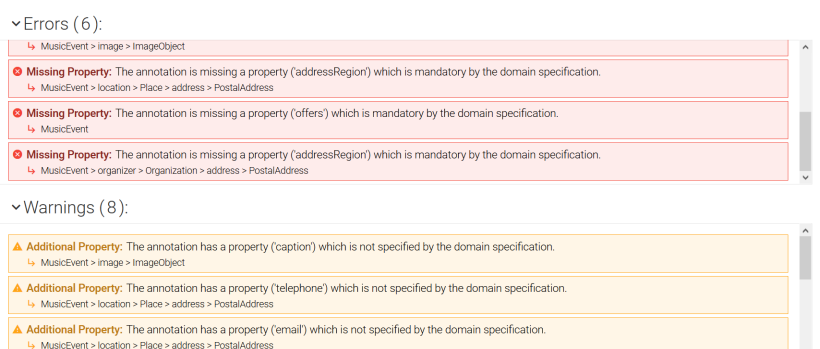 Errors (6):
MusicEvent > image > ImageObject
Missing Property: The annotation is missing a property ('addressRegion') which is mandatory by the domain specification.
MusicEvent > location > Place > address > PostalAddress
Missing Property: The annotation is missing a property ('offers') which is mandatory by the domain specification.
MusicEvent
Missing Property: The annotation is missing a property ('addressRegion') which is mandatory by the domain specification.
MusicEvent > organizer > Organization > address > PostalAddress
Warnings (8):
Additional Property: The annotation has a property ('caption') which is not specified by the domain specification.
MusicEvent > image > ImageObject
Additional Property: The annotation has a property ('telephone') which is not specified by the domain specification.
MusicEvent > location > Place > address > PostalAddress
Additional Property: The annotation has a property ('email') which is not specified by the domain specification.
MusicEvent > location > Place > address > PostalAddress